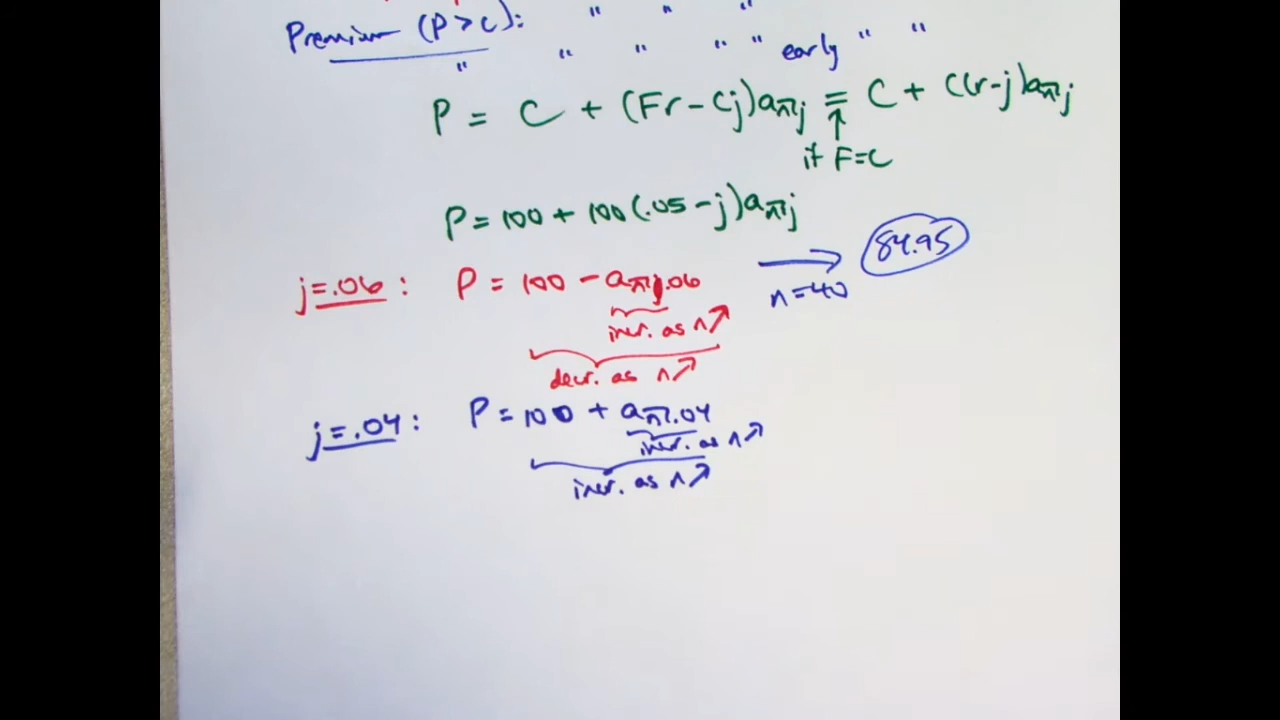 Premium (P>C): " " "
" " " " " early " "
P = C + (Fr - Cj)a_n̅|j = C + C(r-j)a_n̅|j
↑
if F=C
P = 100 + 100(.05 - j)a_n̅|j
j=.06 : P = 100 - a_n̅|.06 → 84.95
n=40
incr. as n↗
decr. as n↗
j=.04 : P = 100 + a_n̅|.04
incr. as n↗
incr. as n↗